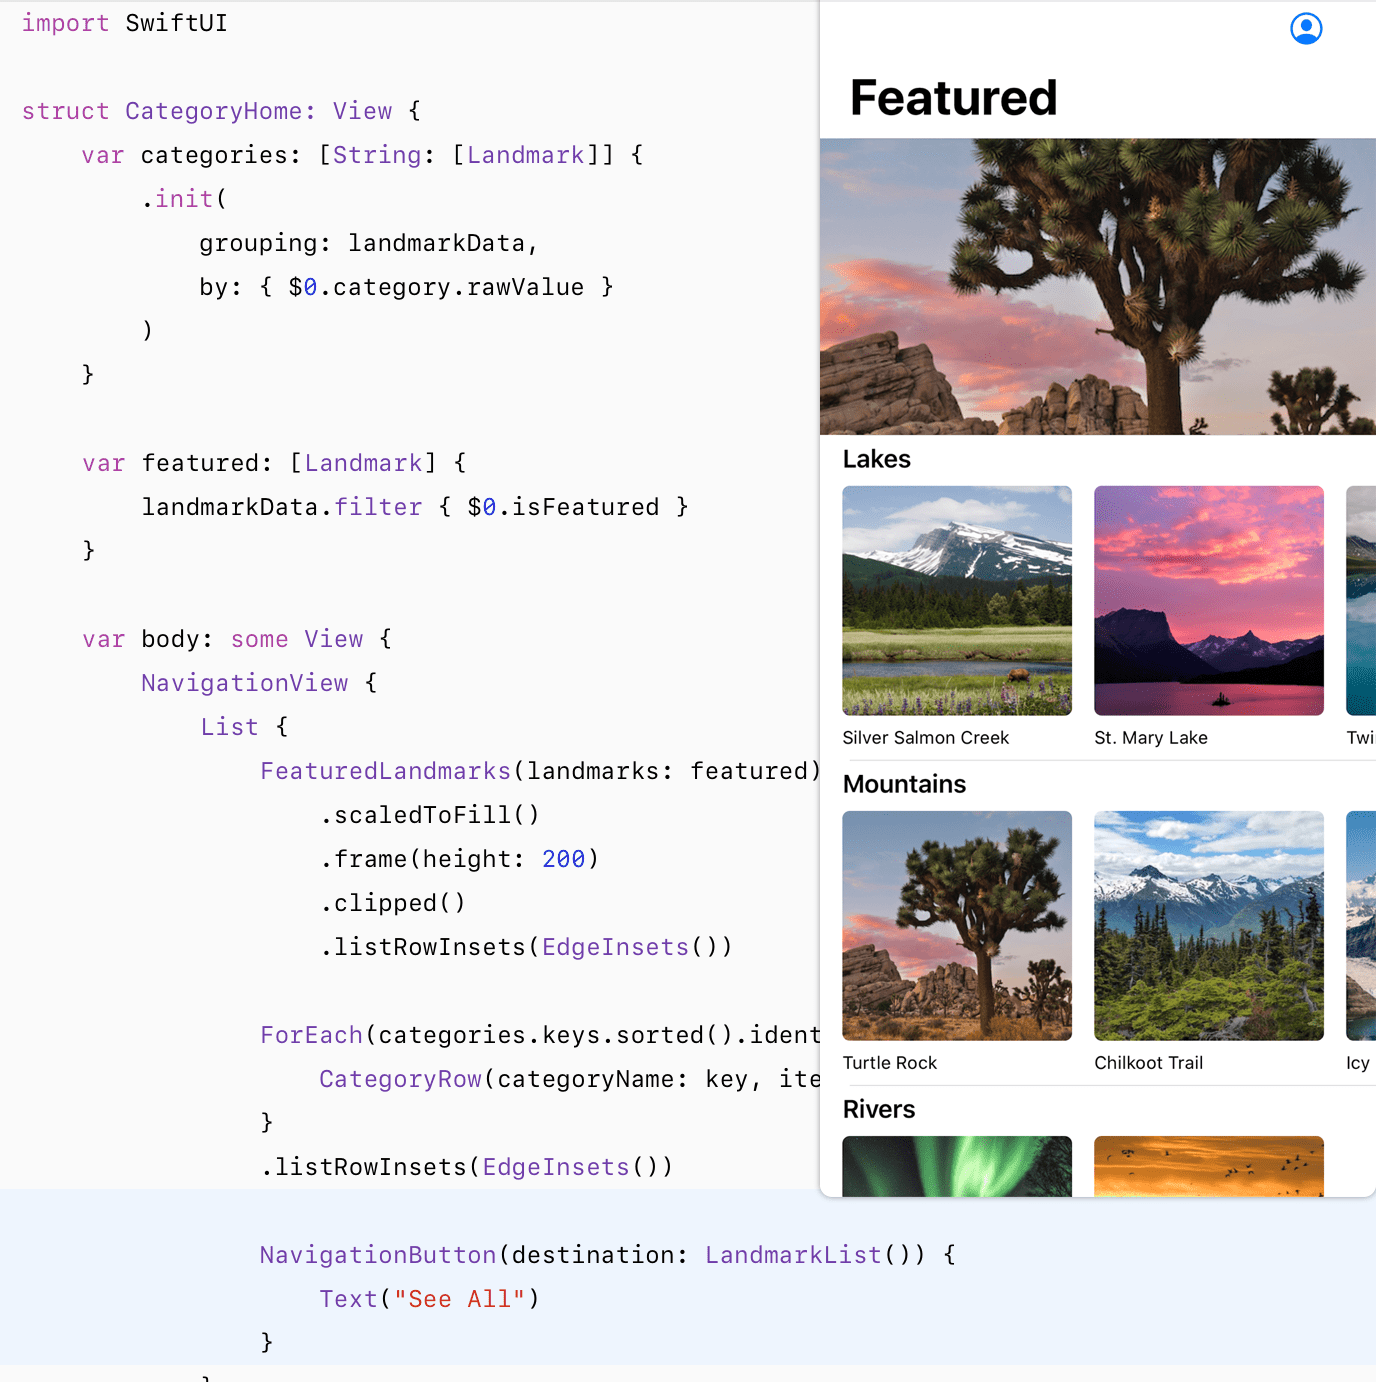 import SwiftUI
struct CategoryHome: View {
var categories: [String: [Landmark]] {
.init(
grouping: landmarkData,
by: { $0.category.rawValue }
)
}
var featured: [Landmark] {
landmarkData.filter { $0.isFeatured }
}
var body: some View {
NavigationView {
List {
FeaturedLandmarks(landmarks: featured)
.scaledToFill()
.frame(height: 200)
.clipped()
.listRowInsets(EdgeInsets())
ForEach(categories.keys.sorted().ident
CategoryRow(categoryName: key, ite
}
.listRowInsets(EdgeInsets())
NavigationButton(destination: LandmarkList()) {
Text("See All")
}
Featured
Lakes
Silver Salmon Creek
St. Mary Lake
Twi
Mountains
Turtle Rock
Chilkoot Trail
Icy
Rivers